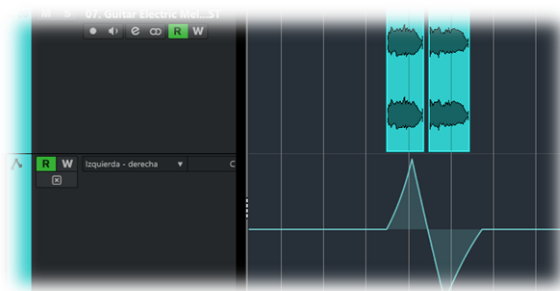 M S 07. Guitar Electric Mel...ST
e R W
R W Izquierda - derecha C